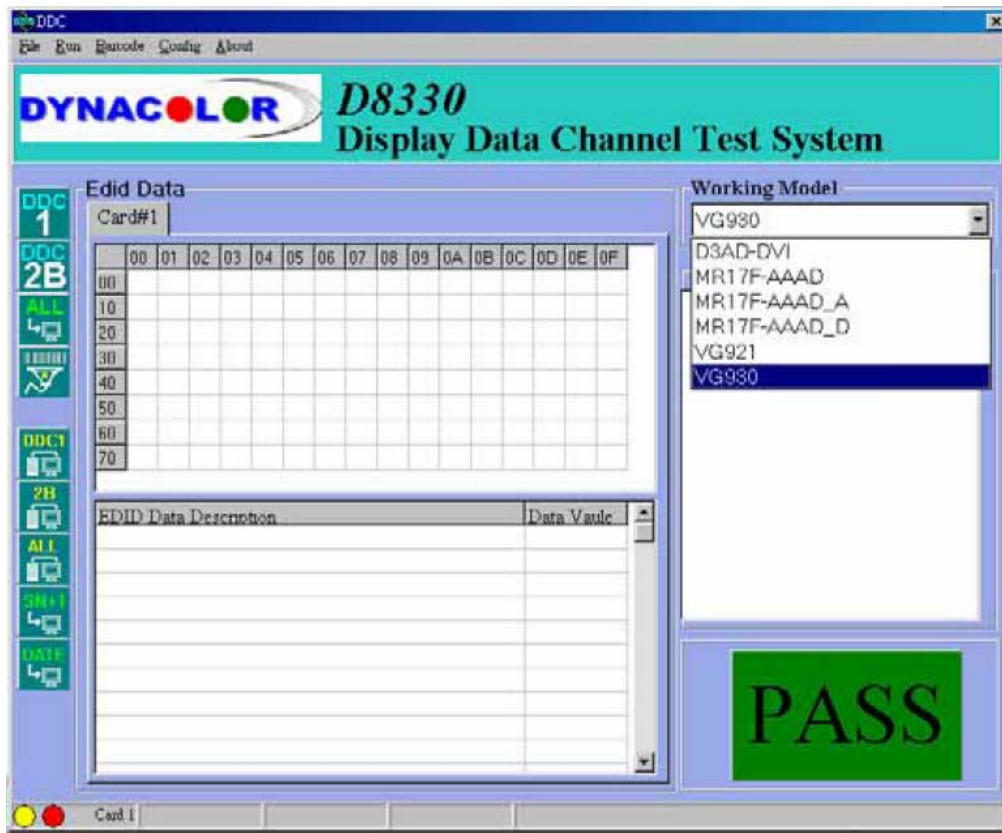 DDC
File Run Barcode Config About
DYNACOLOR
D8330
Display Data Channel Test System
DDC
1
DDC
2B
ALL
DDC1
2B
ALL
SN+1
DATE
Edid Data
Card#1
00 01 02 03 04 05 06 07 08 09 0A 0B 0C 0D 0E 0F
00
10
20
30
40
50
60
70
EDID Data Description Data Vaule
Working Model
VG930
D3AD-DVI
MR17F-AAAD
MR17F-AAAD_A
MR17F-AAAD_D
VG921
VG930
PASS
Card 1